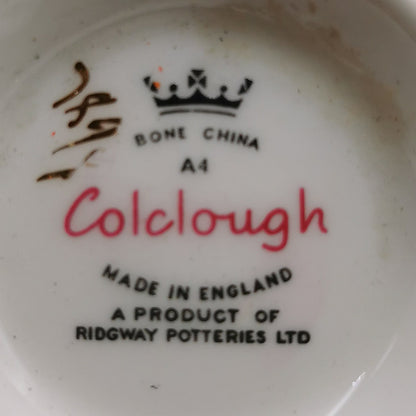 BONE CHINA
A4
Colclough
MADE IN ENGLAND
A PRODUCT OF
RIDGWAY POTTERIES LTD